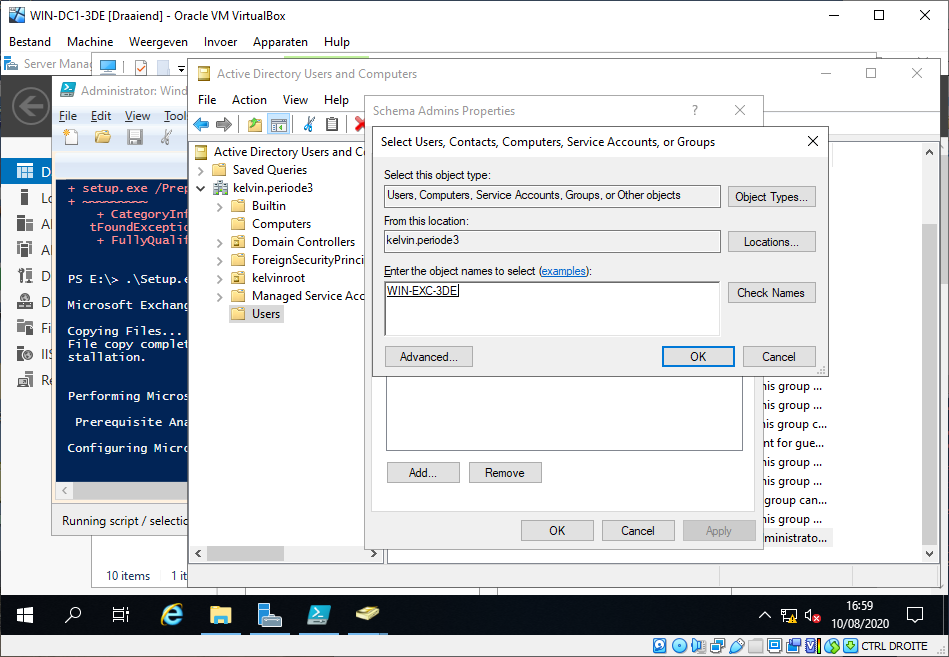 WIN-DC1-3DE [Draaiend] - Oracle VM VirtualBox
Bestand Machine Weergeven Invoer Apparaten Hulp
Server Mana
Active Directory Users and Computers
Administrator: Wind
File Action View Help
Schema Admins Properties
File Edit View Tool
Select Users, Contacts, Computers, Service Accounts, or Groups
Active Directory Users and C
Saved Queries
kelvin.periode3
Builtin
Computers
Domain Controllers
ForeignSecurityPrinci
kelvinroot
Managed Service Acc
Users
Select this object type:
Users, Computers, Service Accounts, Groups, or Other objects
Object Types...
From this location:
kelvin.periode3
Locations...
Enter the object names to select (examples):
WIN-EXC-3DE
Check Names
Advanced...
OK
Cancel
D
Lo
Al
Al
D
D
Fi
IIS
Re
+ setup.exe /Prep
+ ~~~~~~~~~
+ CategoryInf
tFoundExceptio
+ FullyQualif
PS E:\> .\Setup.e
Microsoft Exchang
Copying Files...
File copy complet
stallation.
Performing Micros
Prerequisite Ana
Configuring Micro
Running script / selectio
his group ...
his group ...
his group c...
nt for gue...
his group ...
his group ...
group can...
his group ...
ministrato...
Add...
Remove
OK
Cancel
Apply
10 items 1 it
16:59
10/08/2020
CTRL DROITE